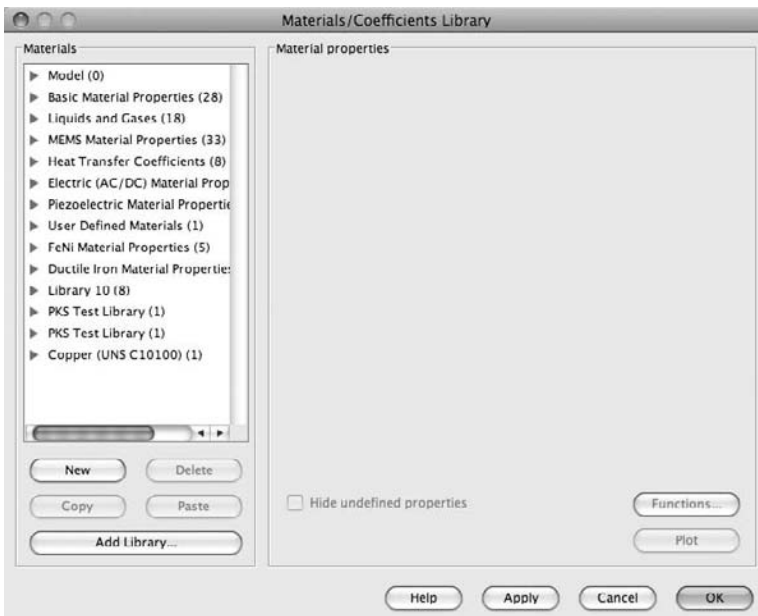 Materials/Coefficients Library
Materials
Model (0)
Basic Material Properties (28)
Liquids and Gases (18)
MEMS Material Properties (33)
Heat Transfer Coefficients (8)
Electric (AC/DC) Material Prop
Piezoelectric Material Propertie
User Defined Materials (1)
FeNi Material Properties (5)
Ductile Iron Material Properties
Library 10 (8)
PKS Test Library (1)
PKS Test Library (1)
Copper (UNS C10100) (1)
New
Delete
Copy
Paste
Add Library...
Material properties
Hide undefined properties
Functions...
Plot
Help
Apply
Cancel
OK